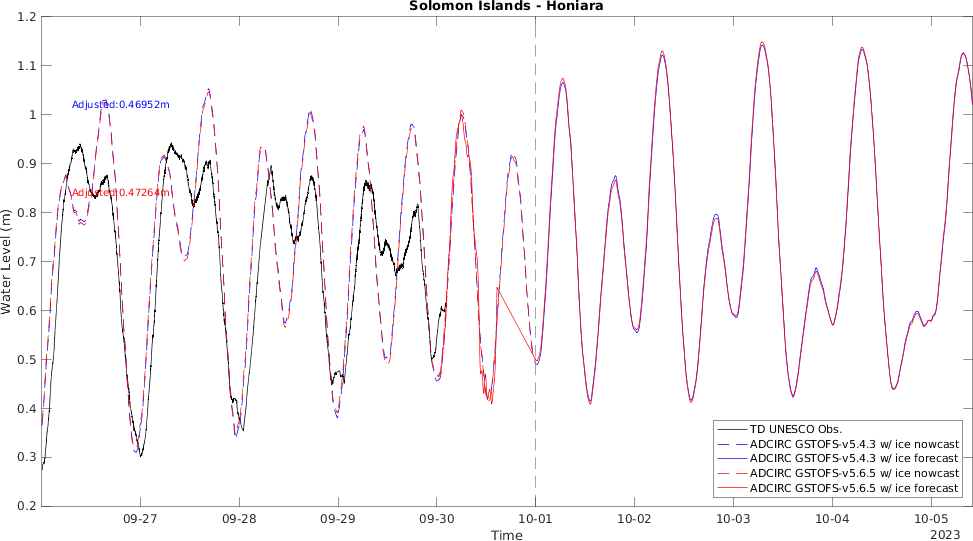 Solomon Islands - Honiara
1.2
1.1
1
0.9
0.8
0.7
0.6
0.5
0.4
0.3
0.2
Water Level (m)
Adjusted:0.46952m
Adjusted:0.47264m
TD UNESCO Obs.
ADCIRC GSTOFS-v5.4.3 w/ ice nowcast
ADCIRC GSTOFS-v5.4.3 w/ ice forecast
ADCIRC GSTOFS-v5.6.5 w/ ice nowcast
ADCIRC GSTOFS-v5.6.5 w/ ice forecast
09-27 09-28 09-29 09-30 10-01 10-02 10-03 10-04 10-05
Time
2023